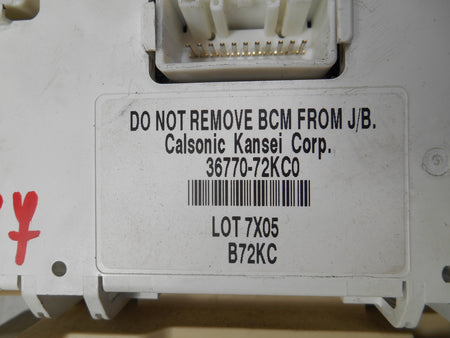 DO NOT REMOVE BCM FROM J/B.
Calsonic Kansei Corp.
36770-72KC0
LOT 7X05
B72KC